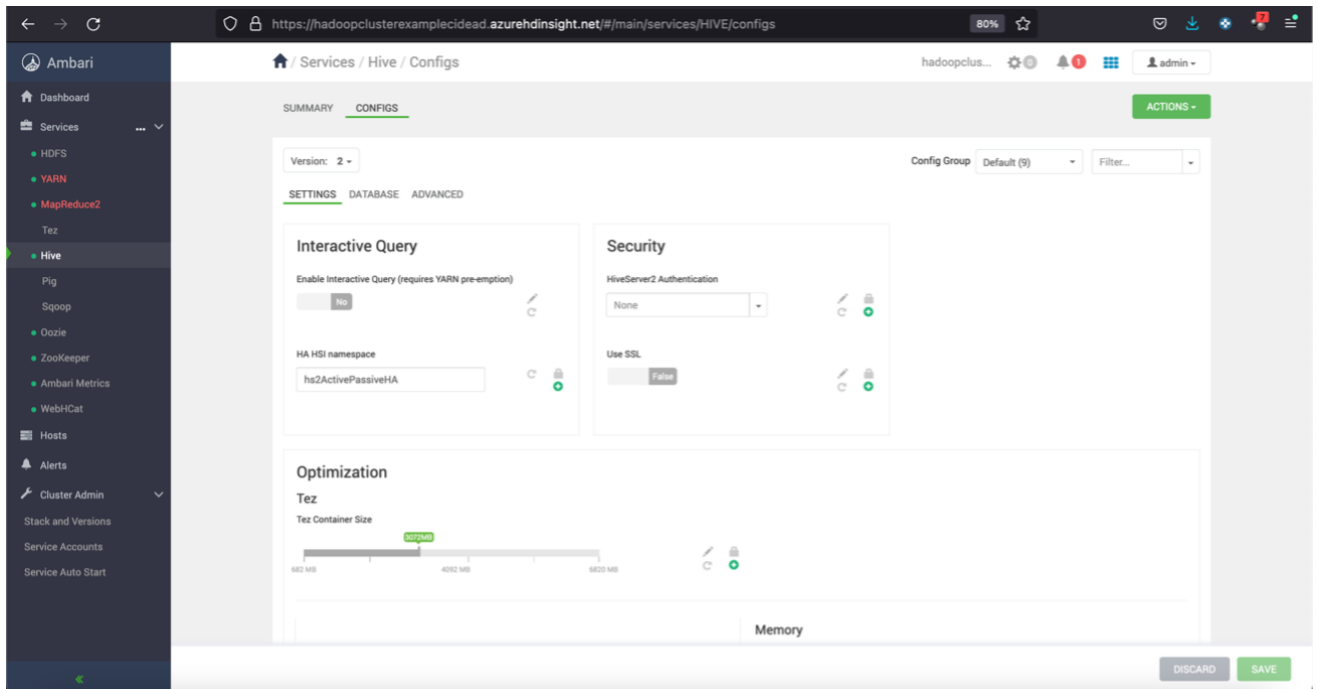 https://hadoopclusterexamplecidead.azurehdinsight.net/#/main/services/HIVE/configs
80%
7
Ambari
/ Services / Hive / Configs
hadoopclus...
0
1
admin
Dashboard
Services
...
HDFS
YARN
MapReduce2
Tez
Hive
Pig
Sqoop
Oozie
ZooKeeper
Ambari Metrics
WebHCat
Hosts
Alerts
Cluster Admin
Stack and Versions
Service Accounts
Service Auto Start
SUMMARY CONFIGS
ACTIONS
Version: 2
Config Group Default (9) Filter...
SETTINGS DATABASE ADVANCED
Interactive Query
Enable Interactive Query (requires YARN pre-emption)
No
HA HSI namespace
hs2ActivePassiveHA
Security
HiveServer2 Authentication
None
Use SSL
False
Optimization
Tez
Tez Container Size
3072MB
682 MB 4092 MB 6820 MB
Memory
DISCARD SAVE